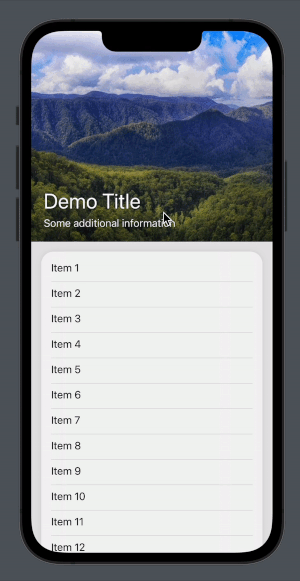 Demo Title
Some additional information
Item 1
Item 2
Item 3
Item 4
Item 5
Item 6
Item 7
Item 8
Item 9
Item 10
Item 11
Item 12